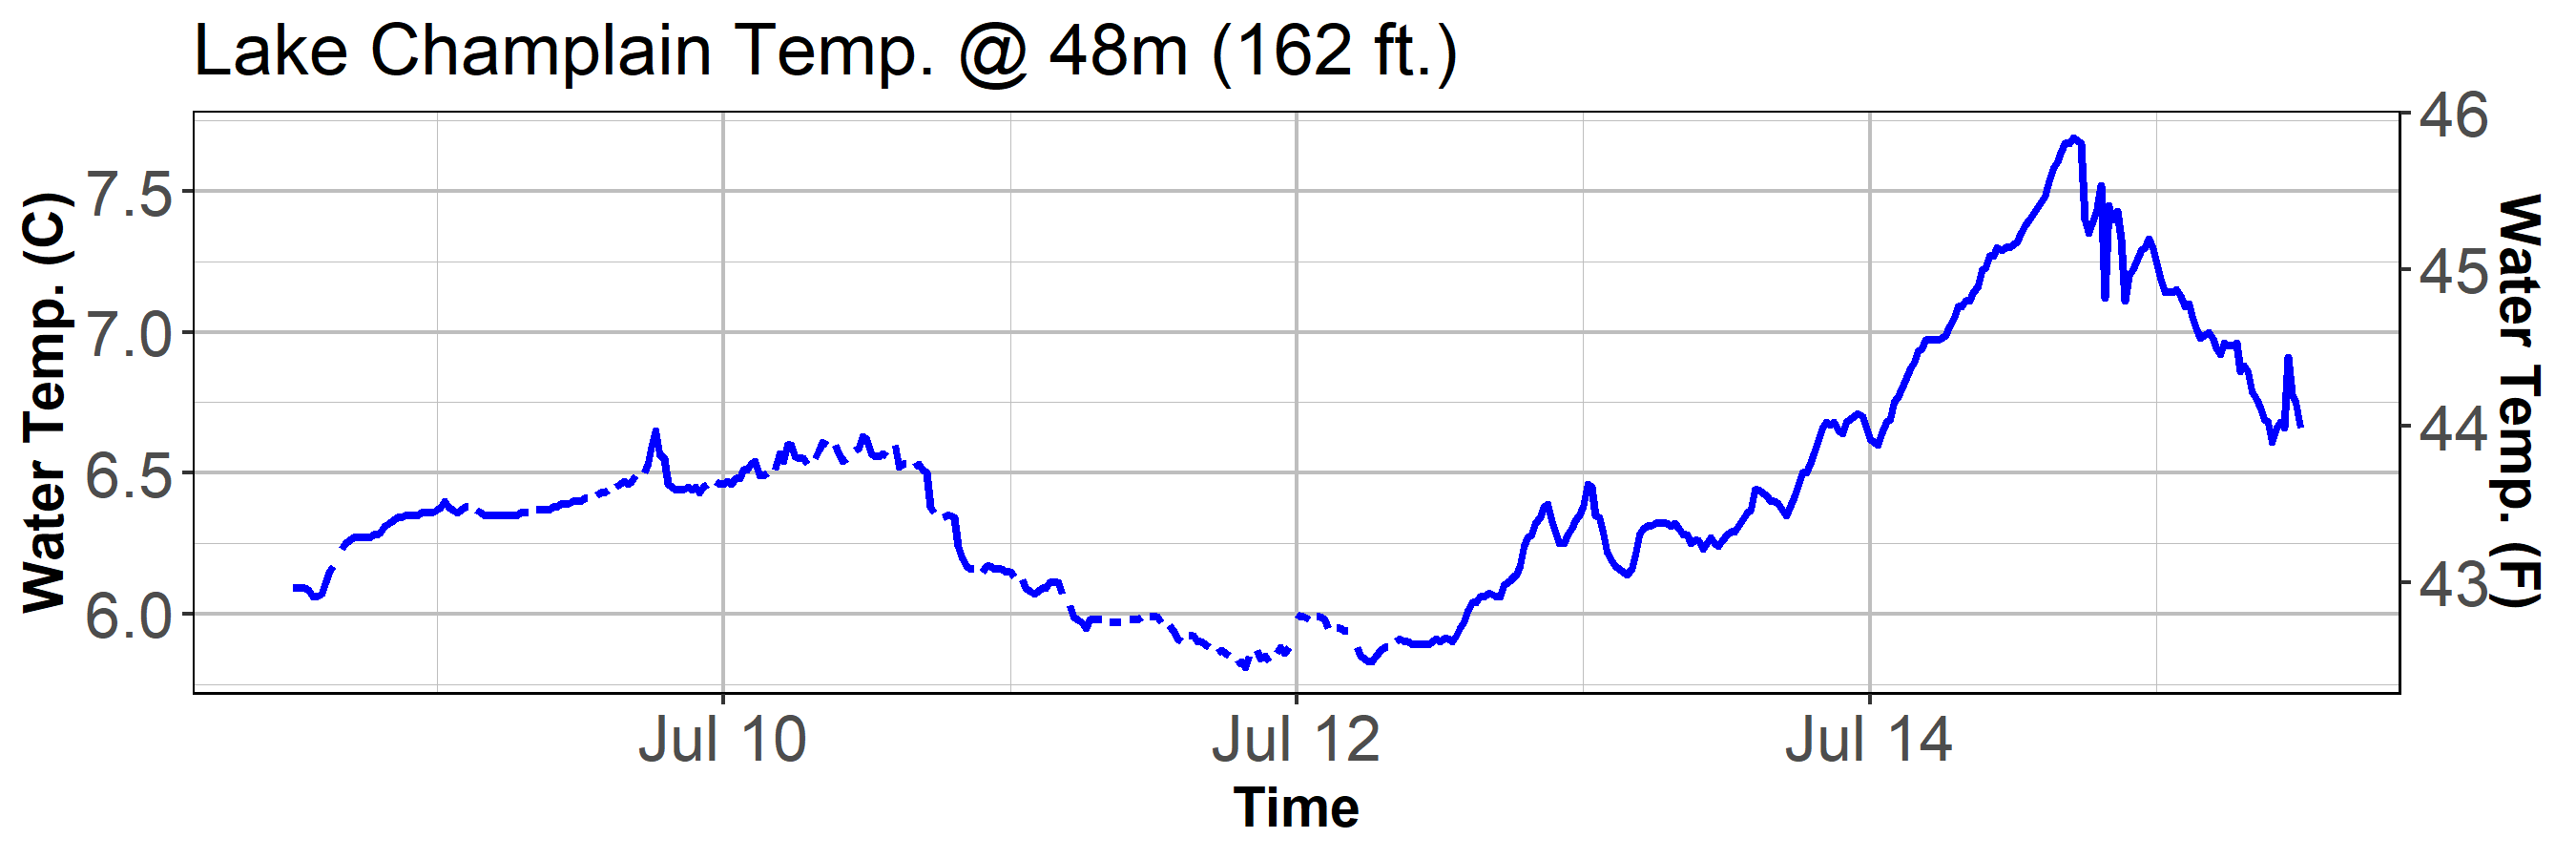 Lake Champlain Temp. @ 48m (162 ft.)
Water Temp. (C)
7.5
7.0
6.5
6.0
46
45
44
43
Water Temp. (F)
Jul 10
Jul 12
Jul 14
Time